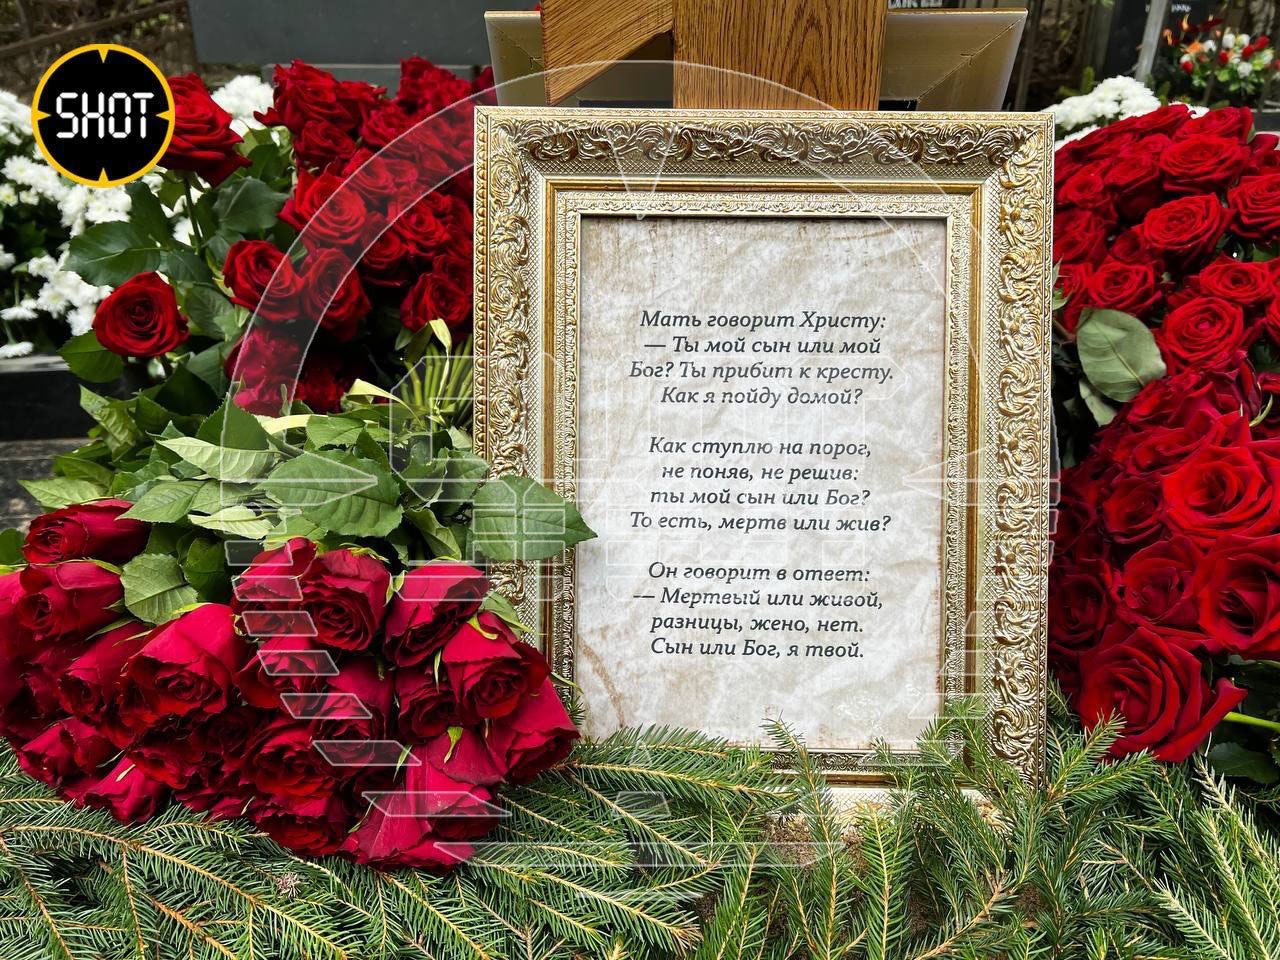 SHOT
Мать говорит Христу:
— Ты мой сын или мой
Бог? Ты прибит к кресту.
Как я пойду домой?
Как ступлю на порог,
не поняв, не решив:
ты мой сын или Бог?
То есть, мертв или жив?
Он говорит в ответ:
— Мертвый или живой,
разницы, жено, нет.
Сын или Бог, я твой.